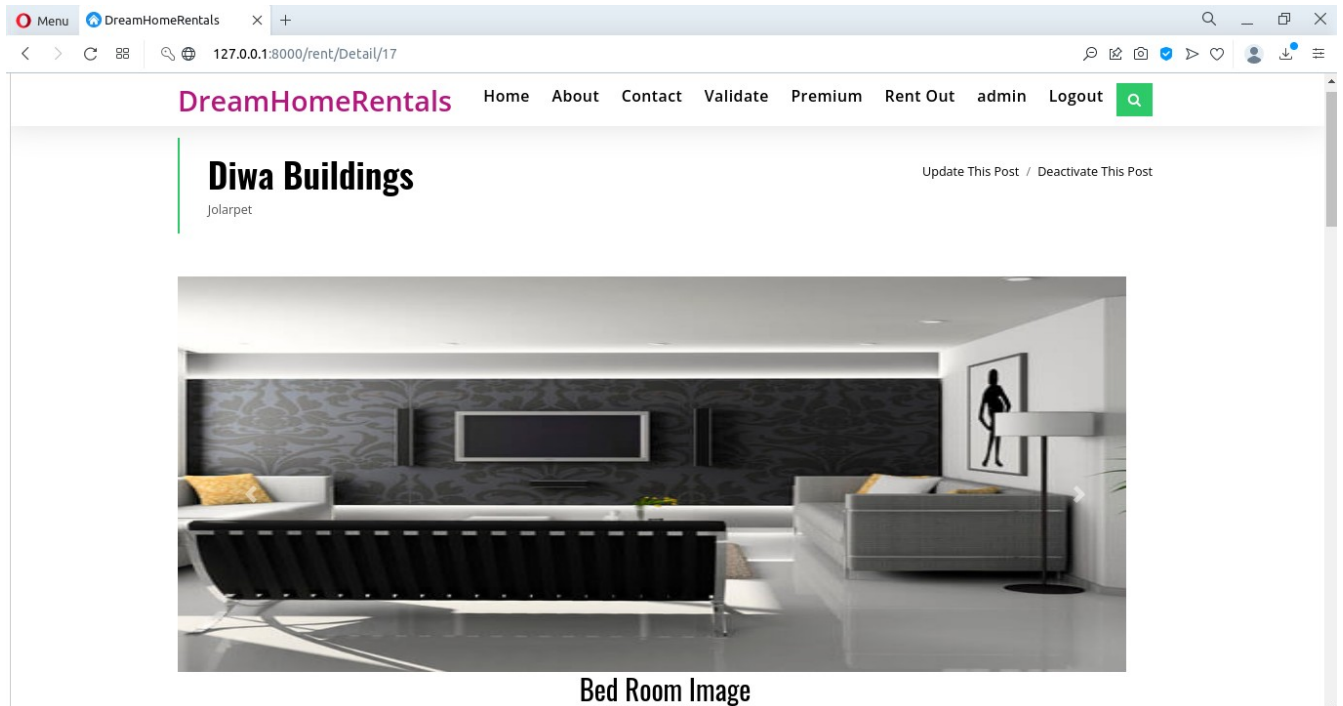 Menu
DreamHomeRentals
127.0.0.1:8000/rent/Detail/17
DreamHomeRentals Home About Contact Validate Premium Rent Out admin Logout
Diwa Buildings
Update This Post / Deactivate This Post
Jolarpet
Bed Room Image